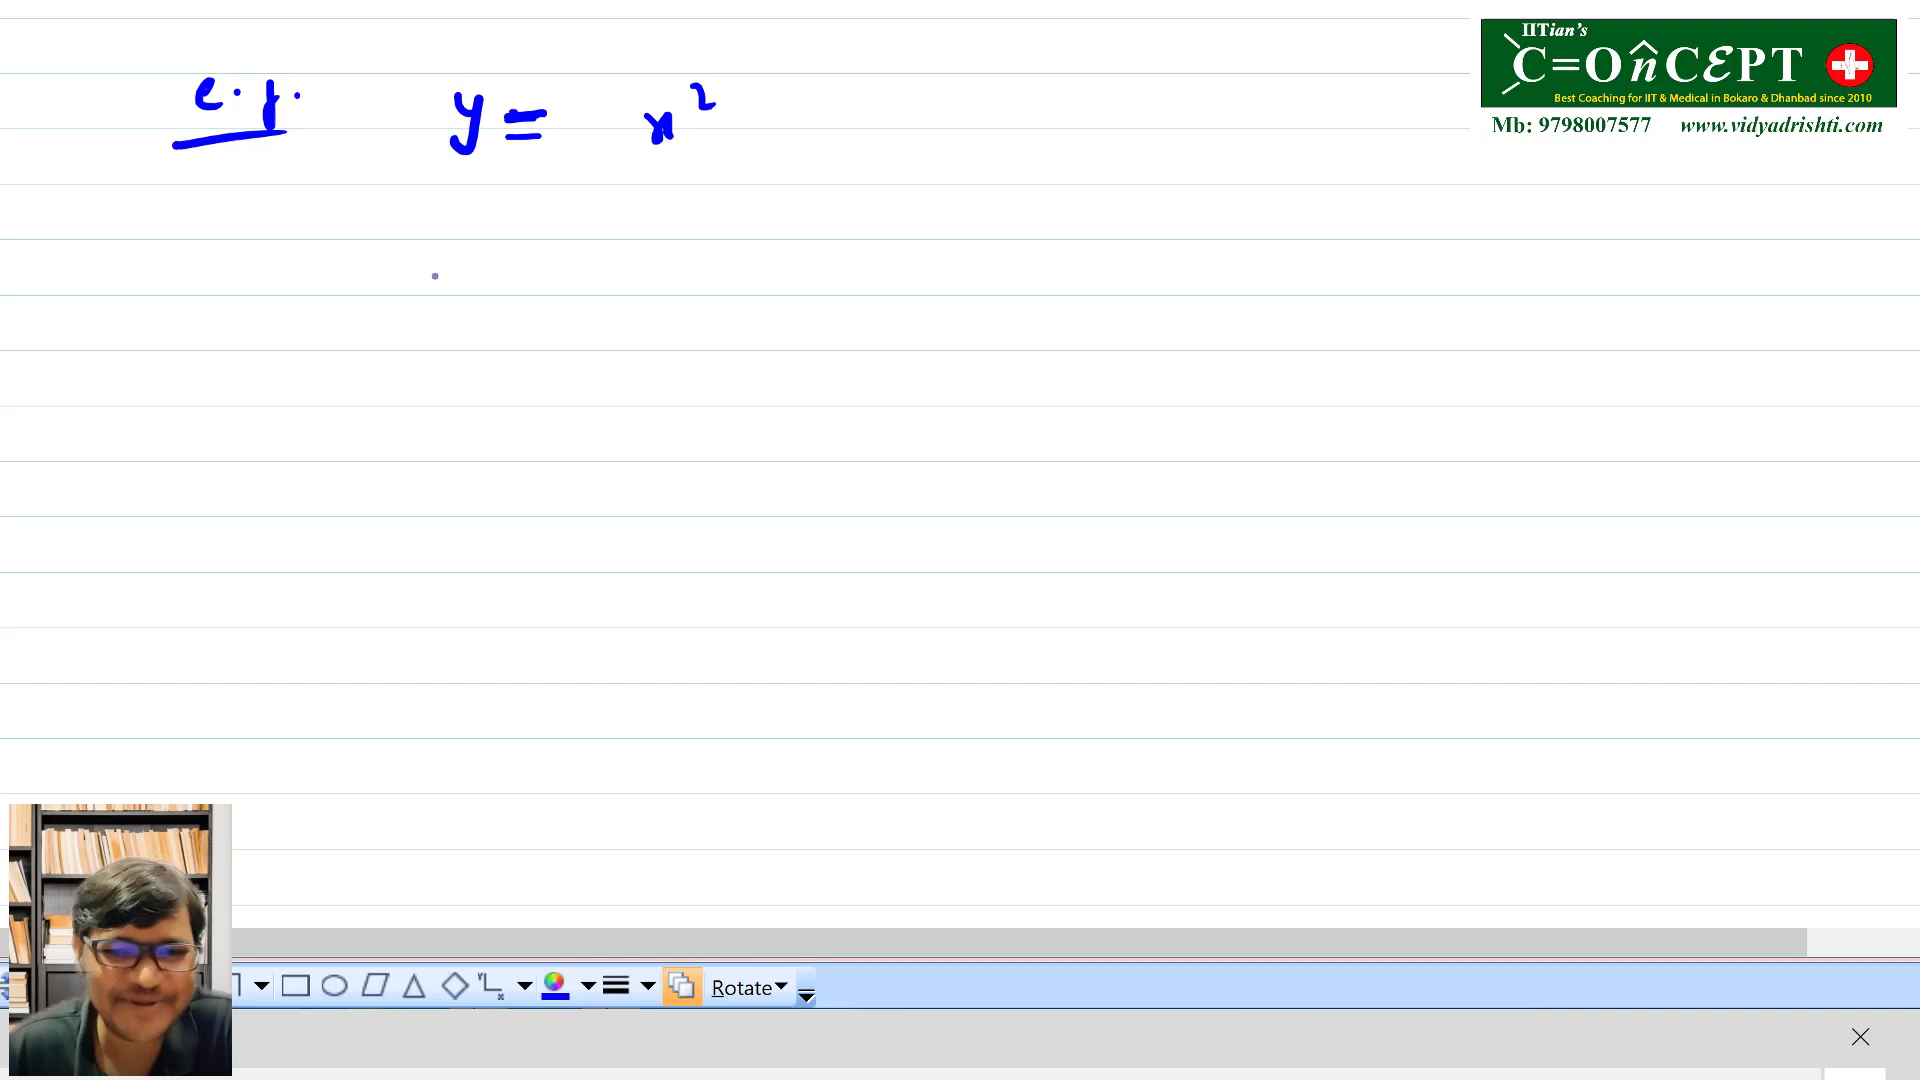 e.g. y = x²
IITian's
C=OnCEPT
Best Coaching for IIT & Medical in Bokaro & Dhanbad since 2010
Mb: 9798007577 www.vidyadrishti.com
Rotate